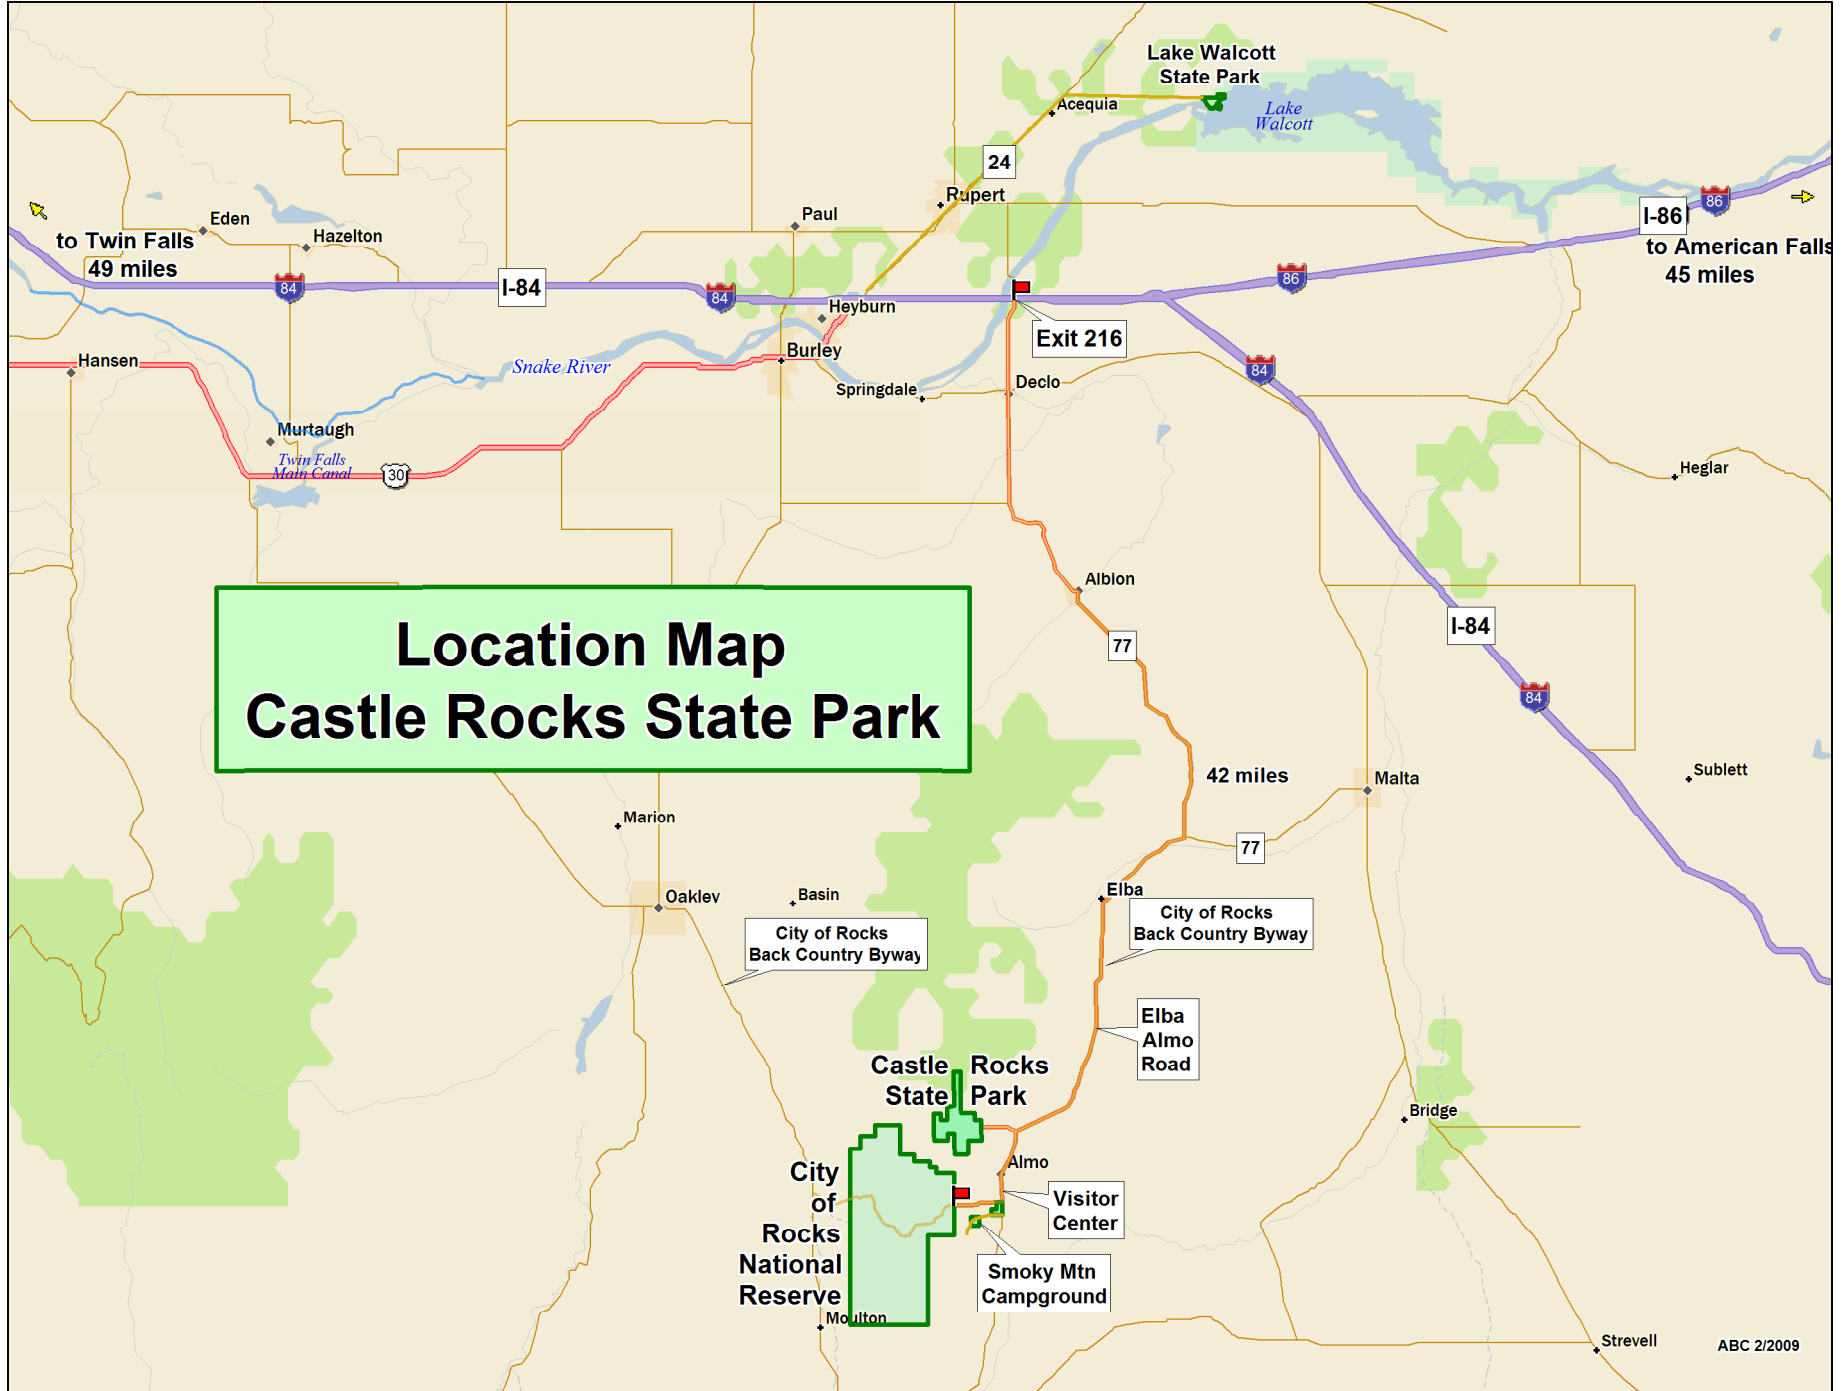 Lake Walcott
State Park
Lake
Walcott
Acequia
24
Rupert
86
I-86
to American Falls
45 miles
Eden
Paul
Hazelton
to Twin Falls
49 miles
84
I-84
84
86
Heyburn
Exit 216
Hansen
Snake River
Burley
84
Springdale
Declo
Murtaugh
Twin Falls
Main Canal
30
Heglar
Albion
Location Map
Castle Rocks State Park
77
I-84
84
42 miles
Malta
Sublett
Marion
77
Oakley
Basin
Elba
City of Rocks
Back Country Byway
City of Rocks
Back Country Byway
Elba
Almo
Road
Castle Rocks
State Park
Bridge
Almo
City
of
Rocks
National
Reserve
Visitor
Center
Smoky Mtn
Campground
Moulton
Strevell
ABC 2/2009